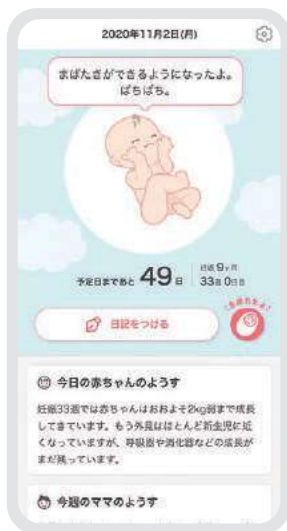 2020年11月2日(月)
まばたきができるようになったよ。
ぱちぱち。
予定日まであと 49日
妊娠9ヶ月
33週0日目
日記をつける
今日の赤ちゃんのようす
妊娠33週では赤ちゃんはおおよそ2kg弱まで成長
してきています。もう外見はほとんど新生児に近
くなっていますが、呼吸器や消化器などの成長が
まだ残っています。
今週のママのようす